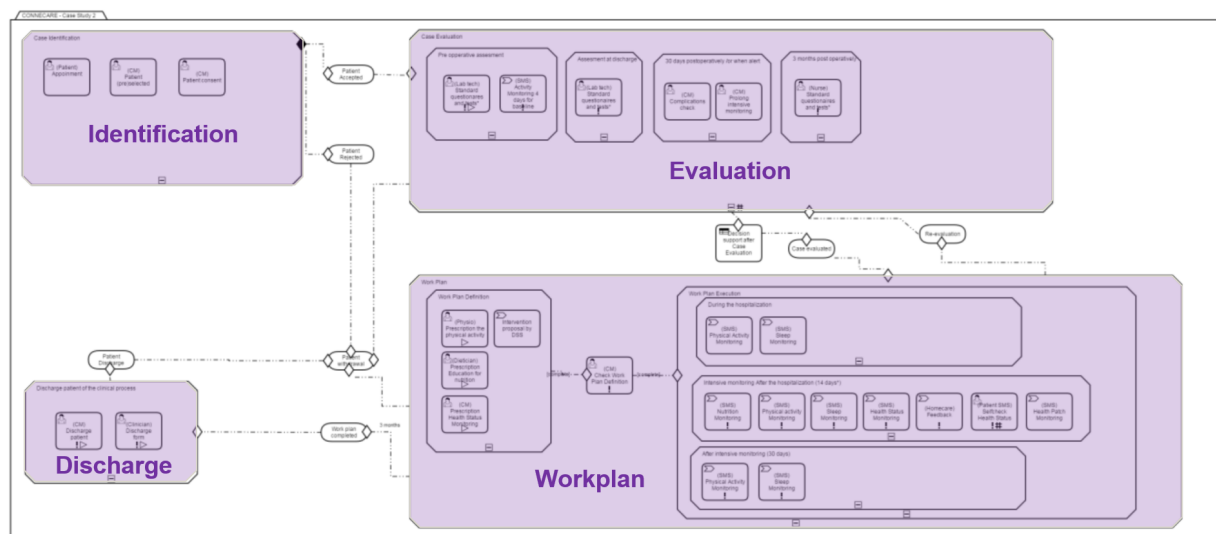 CONNECARE - Case Study 2
Case Identification
(Patient)
Appointment
(CM)
Patient
(pre)selected
(CM)
Patient consent
Identification
Patient
Accepted
Patient
Rejected
Case Evaluation
Pre opperative assesment
(Lab tech)
Standard
questionaires
and tests*
(SMS)
Activity
Monitoring 4
days for
baseline
Assesment at discharge
(Lab tech)
Standard
questionaires
and tests*
30 days postoperatively (or when alert
(CM)
Complications
check
(CM)
intensive
monitoring
3 months post operatively
(Nurse)
Standard
questionaires
and tests*
Evaluation
Decision
support after
Case
Evaluation
Case evaluated
Re-evaluation
Work Plan
Work Plan Definition
(Physio)
Prescription the
physical activity
Intervention
proposal by
DSS
(Dietician)
Prescription
Education for
nutrition
(CM)
Prescription
Health Status
Monitoring
(CM)
Check Work
Plan Definition
Work Plan Execution
During the hospitalization
(SMS)
Physical Activity
Monitoring
(SMS)
Sleep
Monitoring
Intensive monitoring After the hospitalization (14 days*)
(SMS)
Nutrition
Monitoring
(SMS)
Physical activity
Monitoring
(SMS)
Sleep
Monitoring
(SMS)
Health Status
Monitoring
(Homecare)
Feedback
(Patient SMS)
Selfcheck
Health Status
(SMS)
Health Patch
Monitoring
After intensive monitoring (30 days)
(SMS)
Physical Activity
Monitoring
(SMS)
Sleep
Monitoring
Workplan
Patient
Discharge
Patient
withdrawal
Discharge patient of the clinical process
(CM)
Discharge
patient
(Clinician)
Discharge
form
Discharge
Work plan
completed
3 months